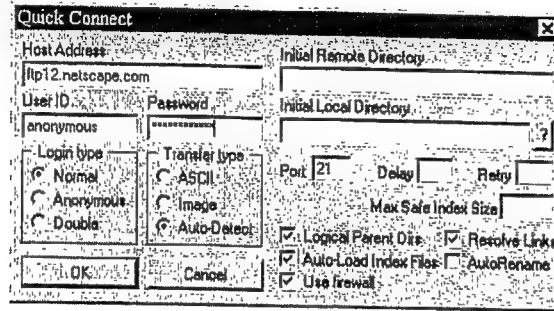 Quick Connect
Host Address
ftp12.netscape.com
User ID
Password
anonymous
************
Login type
Normal
Anonymous
Double
Transfer type
ASCII
Image
Auto-Detect
OK
Cancel
Initial Remote Directory
Initial Local Directory
?
Port 21 Delay Retry
Max Safe Index Size
Logical Parent Dirs Resolve Links
Auto-Load Index Files AutoRename
Use firewall